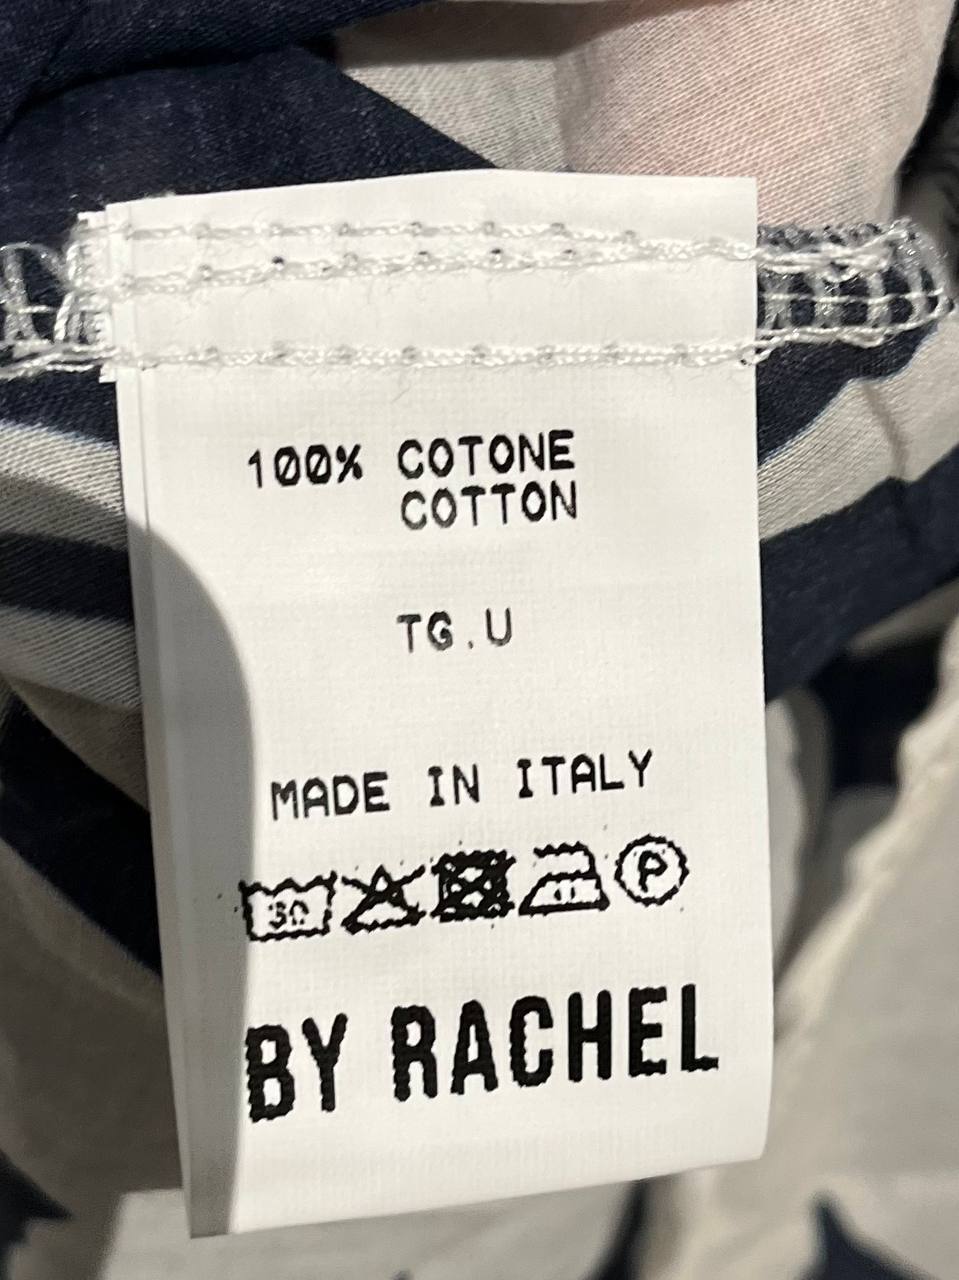 100% COTONE
COTTON
TG.U
MADE IN ITALY
30 P
BY RACHEL